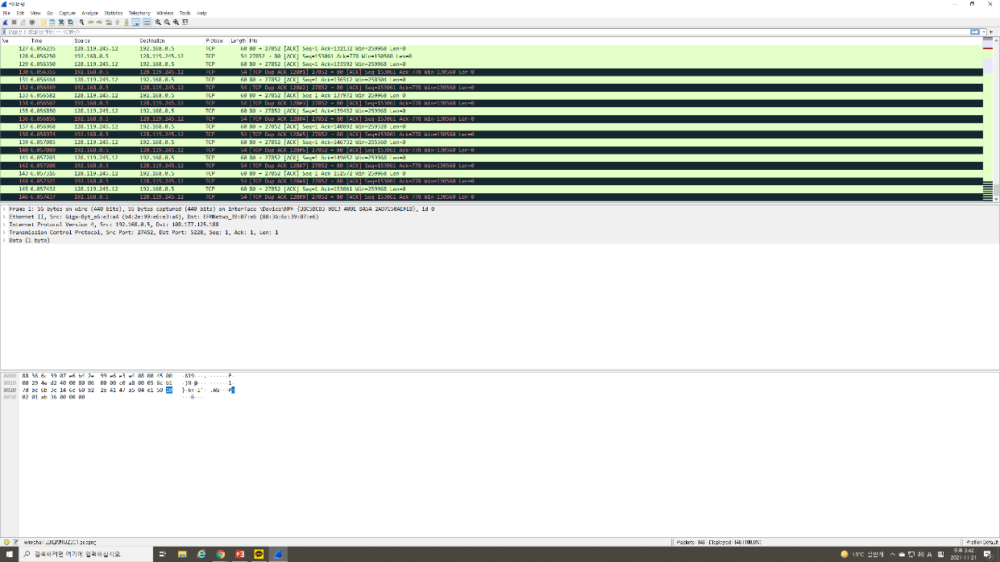 *이더넷
File Edit View Go Capture Analyze Statistics Telephony Wireless Tools Help
Apply a display filter ... <Ctrl-/>
No. Time Source Destination Protocol Length Info
127 6.056235 128.119.245.12 192.168.0.5 TCP 60 80 → 27852 [ACK] Seq=1 Ack=132132 Win=259968 Len=0
128 6.056250 192.168.0.5 128.119.245.12 TCP 54 27852 → 80 [ACK] Seq=153061 Ack=778 Win=130560 Len=0
129 6.056350 128.119.245.12 192.168.0.5 TCP 60 80 → 27852 [ACK] Seq=1 Ack=133592 Win=259968 Len=0
130 6.056355 192.168.0.5 128.119.245.12 TCP 54 [TCP Dup ACK 128#1] 27852 → 80 [ACK] Seq=153061 Ack=778 Win=130560 Len=0
131 6.056464 128.119.245.12 192.168.0.5 TCP 60 80 → 27852 [ACK] Seq=1 Ack=136512 Win=258304 Len=0
132 6.056469 192.168.0.5 128.119.245.12 TCP 54 [TCP Dup ACK 128#2] 27852 → 80 [ACK] Seq=153061 Ack=778 Win=130560 Len=0
133 6.056582 128.119.245.12 192.168.0.5 TCP 60 80 → 27852 [ACK] Seq=1 Ack=137972 Win=259968 Len=0
134 6.056587 192.168.0.5 128.119.245.12 TCP 54 [TCP Dup ACK 128#3] 27852 → 80 [ACK] Seq=153061 Ack=778 Win=130560 Len=0
135 6.056850 128.119.245.12 192.168.0.5 TCP 60 80 → 27852 [ACK] Seq=1 Ack=139432 Win=259968 Len=0
136 6.056856 192.168.0.5 128.119.245.12 TCP 54 [TCP Dup ACK 128#4] 27852 → 80 [ACK] Seq=153061 Ack=778 Win=130560 Len=0
137 6.056968 128.119.245.12 192.168.0.5 TCP 60 80 → 27852 [ACK] Seq=1 Ack=140892 Win=259328 Len=0
138 6.056974 192.168.0.5 128.119.245.12 TCP 54 [TCP Dup ACK 128#5] 27852 → 80 [ACK] Seq=153061 Ack=778 Win=130560 Len=0
139 6.057085 128.119.245.12 192.168.0.5 TCP 60 80 → 27852 [ACK] Seq=1 Ack=146732 Win=255360 Len=0
140 6.057089 192.168.0.5 128.119.245.12 TCP 54 [TCP Dup ACK 128#6] 27852 → 80 [ACK] Seq=153061 Ack=778 Win=130560 Len=0
141 6.057203 128.119.245.12 192.168.0.5 TCP 60 80 → 27852 [ACK] Seq=1 Ack=149652 Win=259968 Len=0
142 6.057208 192.168.0.5 128.119.245.12 TCP 54 [TCP Dup ACK 128#7] 27852 → 80 [ACK] Seq=153061 Ack=778 Win=130560 Len=0
143 6.057316 128.119.245.12 192.168.0.5 TCP 60 80 → 27852 [ACK] Seq=1 Ack=152572 Win=259968 Len=0
144 6.057321 192.168.0.5 128.119.245.12 TCP 54 [TCP Dup ACK 128#8] 27852 → 80 [ACK] Seq=153061 Ack=778 Win=130560 Len=0
145 6.057432 128.119.245.12 192.168.0.5 TCP 60 80 → 27852 [ACK] Seq=1 Ack=153061 Win=259968 Len=0
146 6.057437 192.168.0.5 128.119.245.12 TCP 54 [TCP Dup ACK 128#9] 27852 → 80 [ACK] Seq=153061 Ack=778 Win=130560 Len=0
Frame 1: 55 bytes on wire (440 bits), 55 bytes captured (440 bits) on interface \Device\NPF_{DBC5BCD3-9BE3-400E-BA5A-2AD7E50AEFEB}, id 0
Ethernet II, Src: Giga-Byt_e6:e3:a4 (b4:2e:99:e6:e3:a4), Dst: EFMNetwo_39:07:e6 (88:36:6c:39:07:e6)
Internet Protocol Version 4, Src: 192.168.0.5, Dst: 108.177.125.188
Transmission Control Protocol, Src Port: 27452, Dst Port: 5228, Seq: 1, Ack: 1, Len: 1
Data (1 byte)
0000 88 36 6c 39 07 e6 b4 2e 99 e6 e3 a4 08 00 45 00 ·6l9···. ······E·
0010 00 29 4e d2 40 00 80 06 00 00 c0 a8 00 05 6c b1 ·)N·@··· ······l·
0020 7d bc 6b 3c 14 6c 60 b2 2e 41 47 a5 04 e1 50 10 }·k<·l`· .AG···P·
0030 02 01 ab 36 00 00 00 ···6···
Packets: 146 · Displayed: 146 (100.0%)
Profile: Default
검색하려면 여기에 입력하십시오.
13°C 실안개
A
오후 3:42
2021-11-21